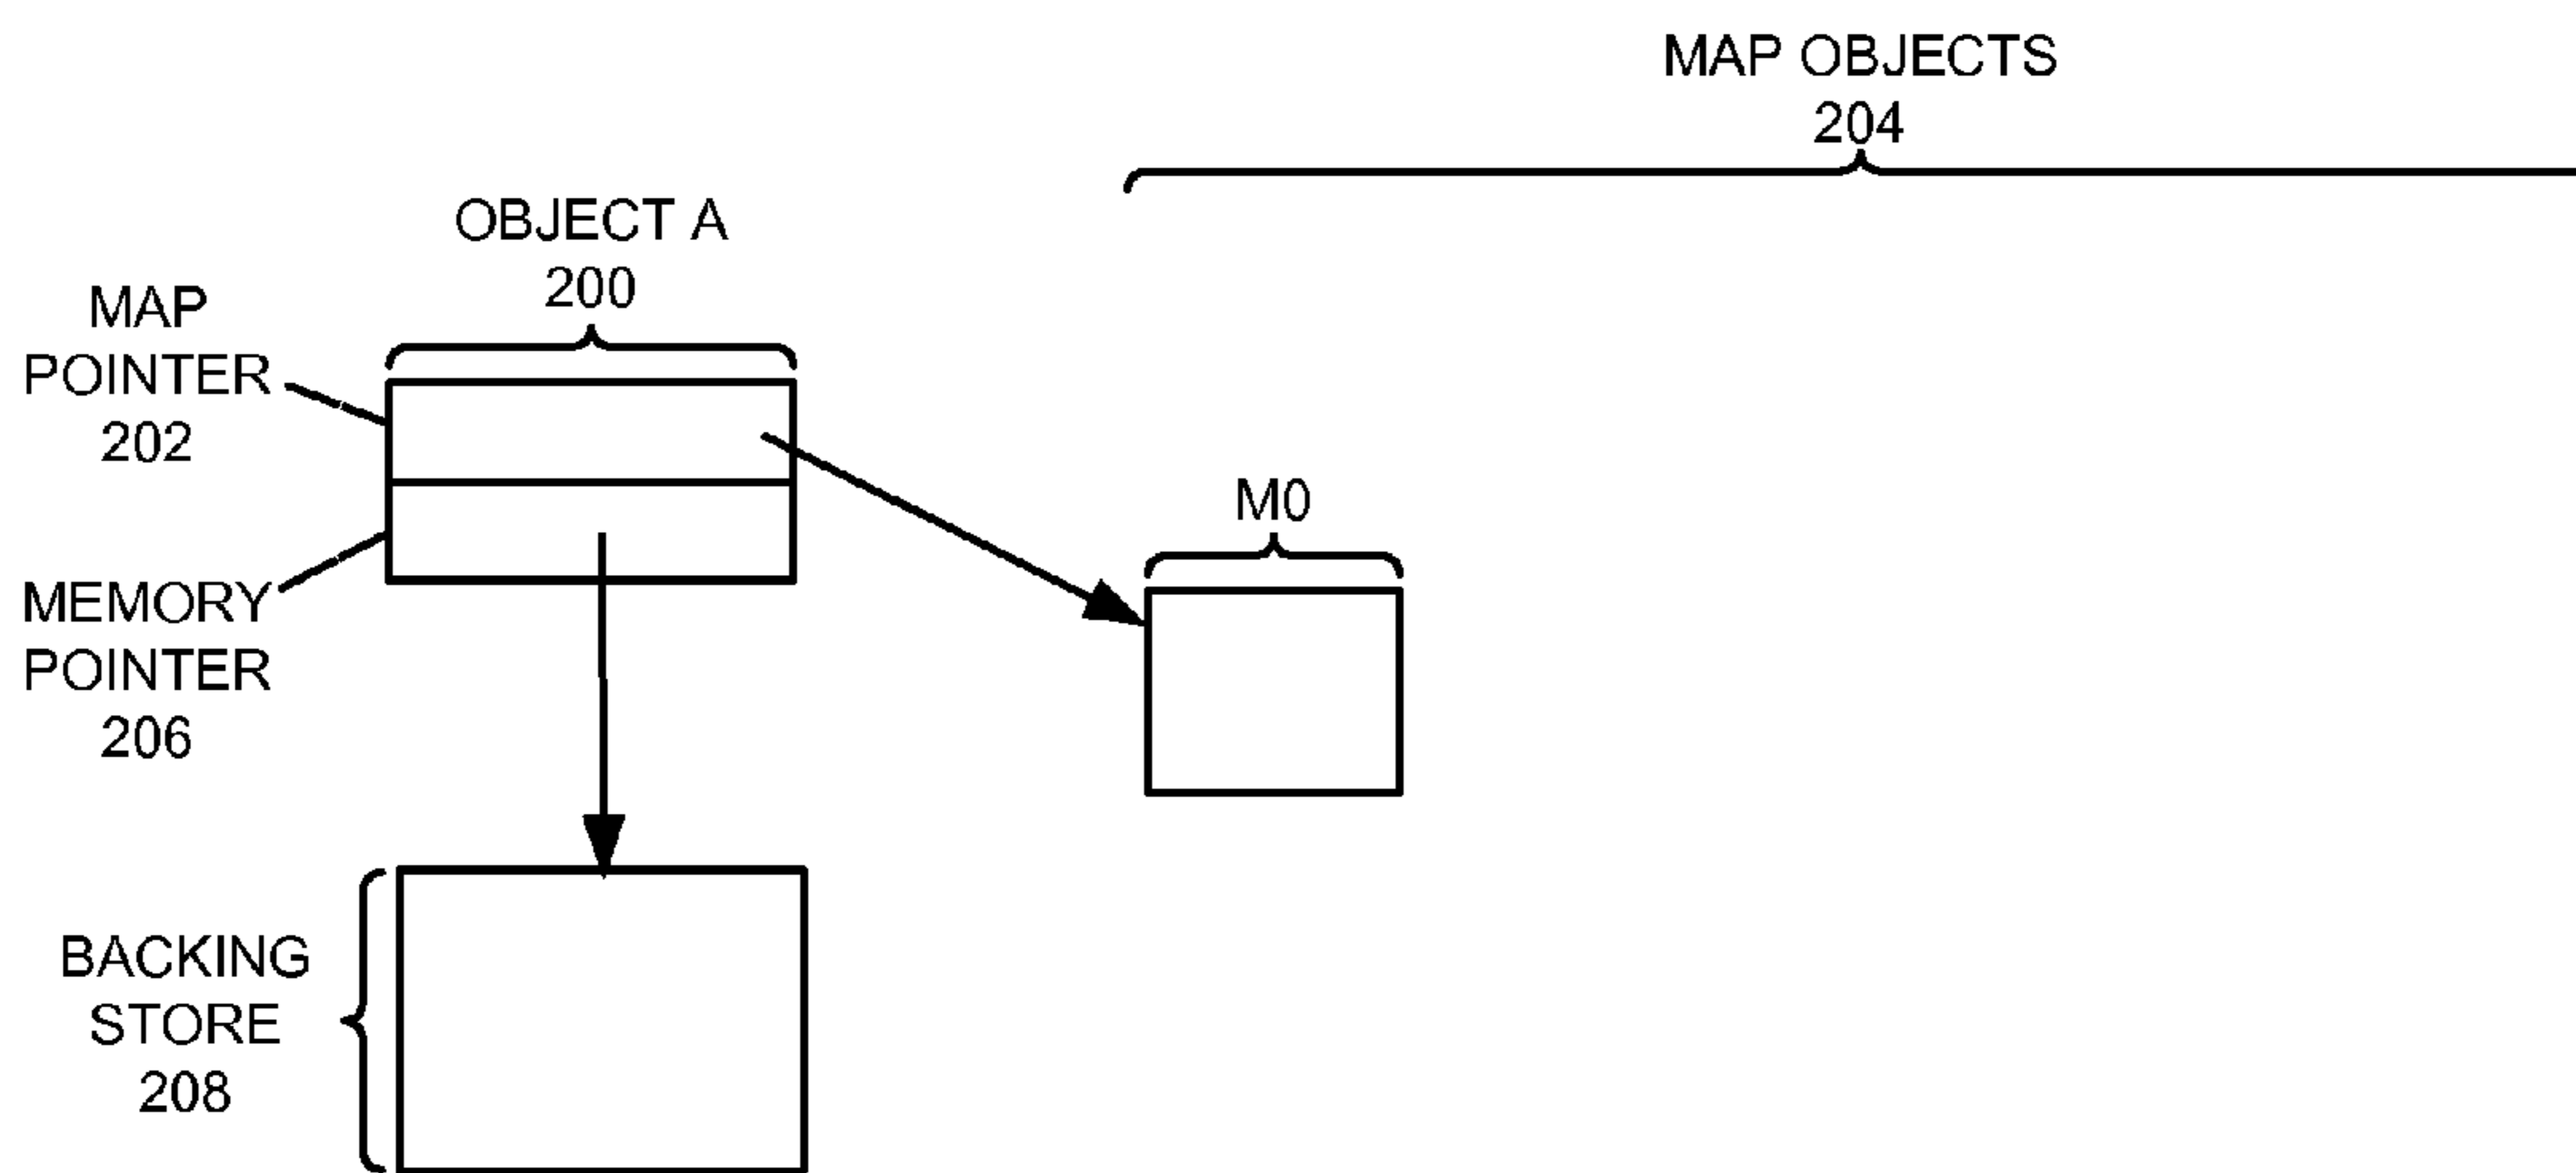 MAP OBJECTS
204
OBJECT A
200
MAP
POINTER
202
MEMORY
POINTER
206
M0
BACKING
STORE
208